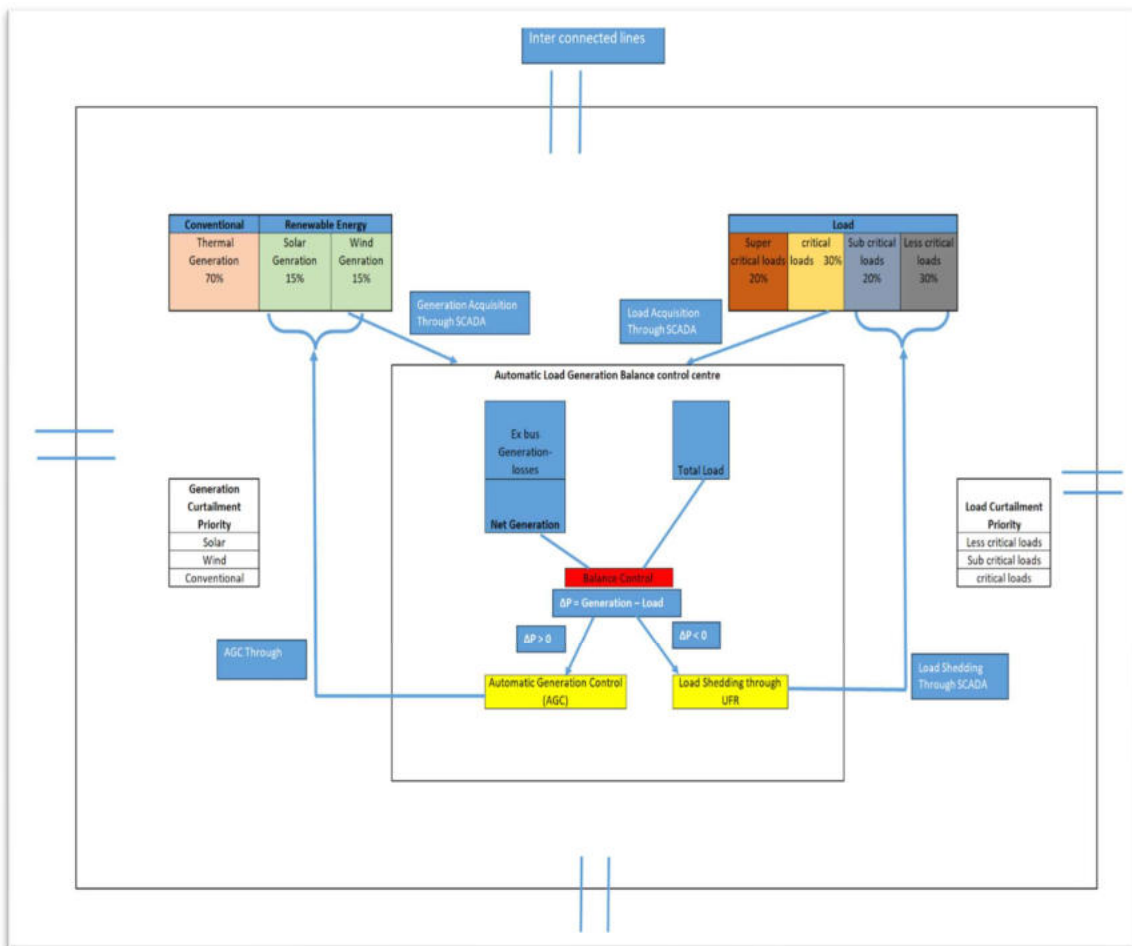 Inter connected lines
Conventional
Renewable Energy
Thermal
Generation
70%
Solar
Genration
15%
Wind
Genration
15%
Load
Super
critical loads
20%
critical
loads 30%
Sub critical
loads
20%
Less critical
loads
30%
Generation Acquisition
Through SCADA
Load Acquisition
Through SCADA
Automatic Load Generation Balance control centre
Ex bus
Generation-
losses
Net Generation
Total Load
Generation
Curtailment
Priority
Solar
Wind
Conventional
Load Curtailment
Priority
Less critical loads
Sub critical loads
critical loads
Balance Control
ΔP = Generation – Load
ΔP > 0
ΔP < 0
AGC Through
Automatic Generation Control
(AGC)
Load Shedding through
UFR
Load Shedding
Through SCADA